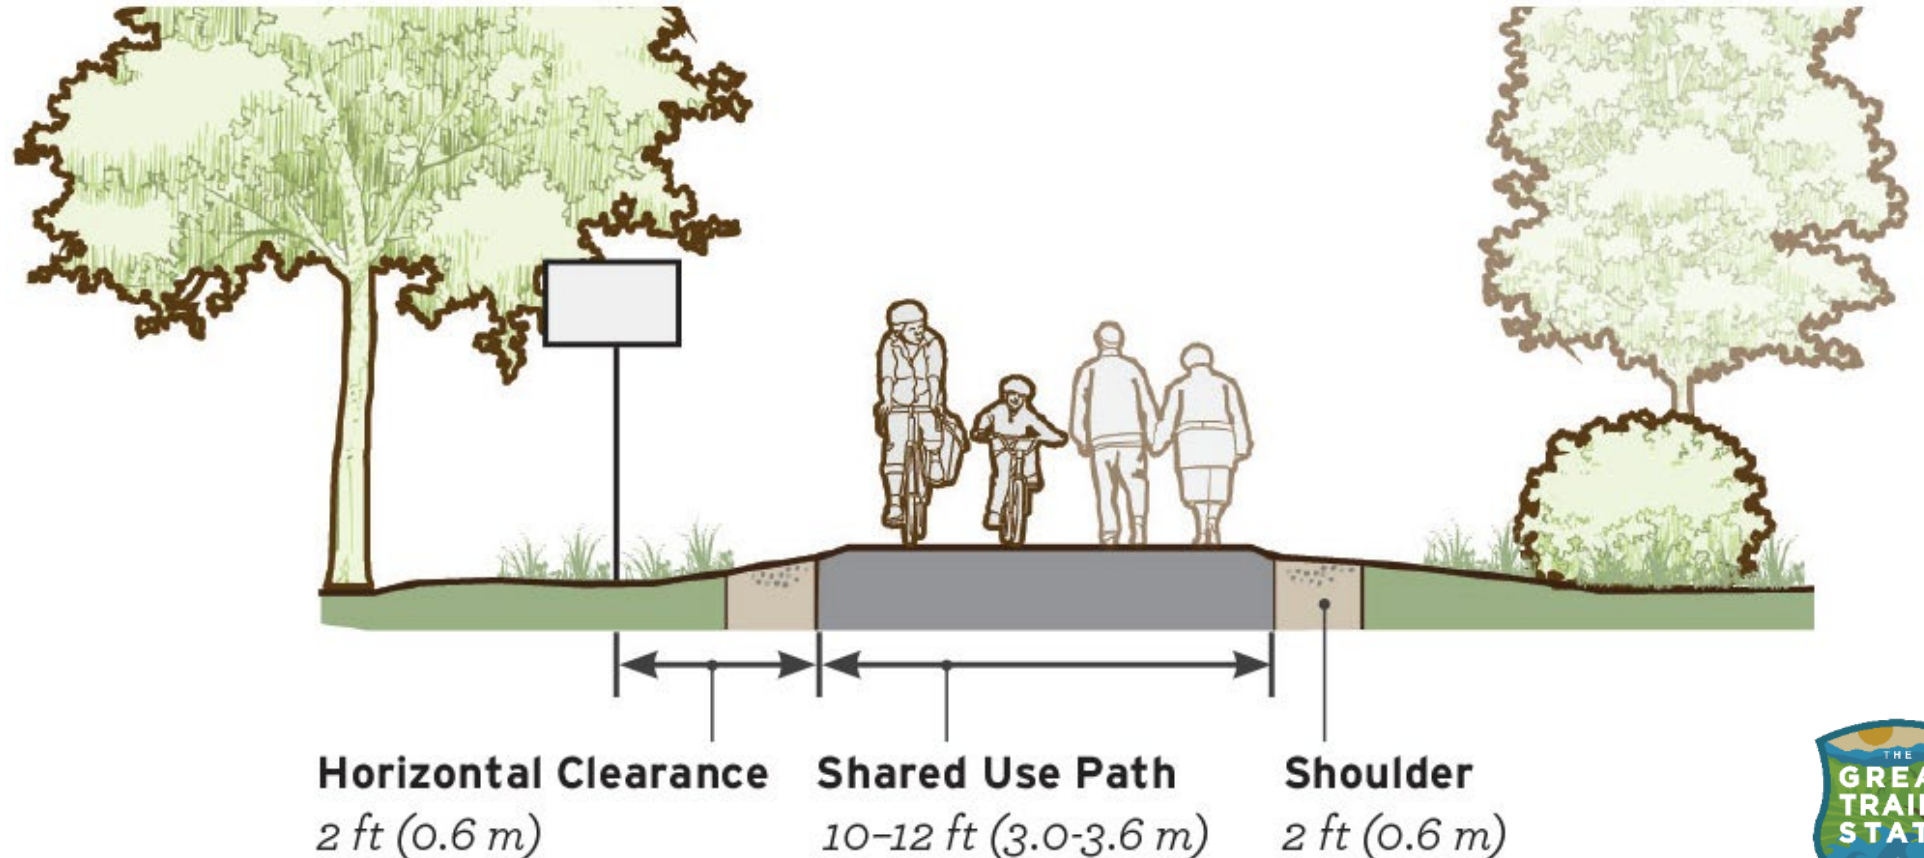 Horizontal Clearance
2 ft (0.6 m)
Shared Use Path
10–12 ft (3.0-3.6 m)
Shoulder
2 ft (0.6 m)
THE